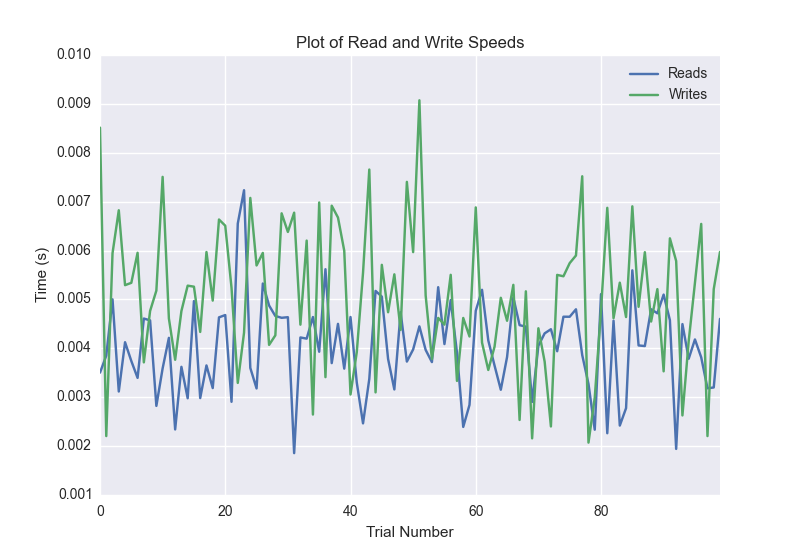 Plot of Read and Write Speeds
0.010
0.009
0.008
0.007
0.006
0.005
0.004
0.003
0.002
0.001
Time (s)
Reads
Writes
0 20 40 60 80
Trial Number